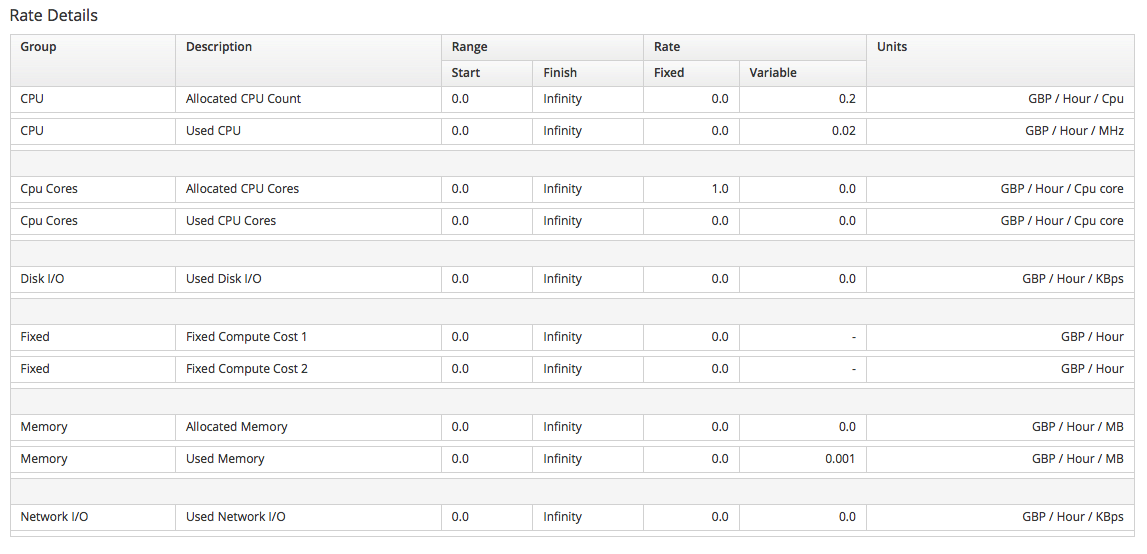 Rate Details
Group Description Range Rate Units
Start Finish Fixed Variable
CPU Allocated CPU Count 0.0 Infinity 0.0 0.2 GBP / Hour / Cpu
CPU Used CPU 0.0 Infinity 0.0 0.02 GBP / Hour / MHz
Cpu Cores Allocated CPU Cores 0.0 Infinity 1.0 0.0 GBP / Hour / Cpu core
Cpu Cores Used CPU Cores 0.0 Infinity 0.0 0.0 GBP / Hour / Cpu core
Disk I/O Used Disk I/O 0.0 Infinity 0.0 0.0 GBP / Hour / KBps
Fixed Fixed Compute Cost 1 0.0 Infinity 0.0 - GBP / Hour
Fixed Fixed Compute Cost 2 0.0 Infinity 0.0 - GBP / Hour
Memory Allocated Memory 0.0 Infinity 0.0 0.0 GBP / Hour / MB
Memory Used Memory 0.0 Infinity 0.0 0.001 GBP / Hour / MB
Network I/O Used Network I/O 0.0 Infinity 0.0 0.0 GBP / Hour / KBps